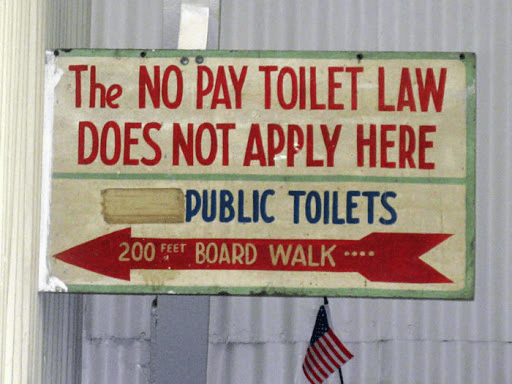 The NO PAY TOILET LAW
DOES NOT APPLY HERE
PUBLIC TOILETS
200 FEET BOARD WALK ····